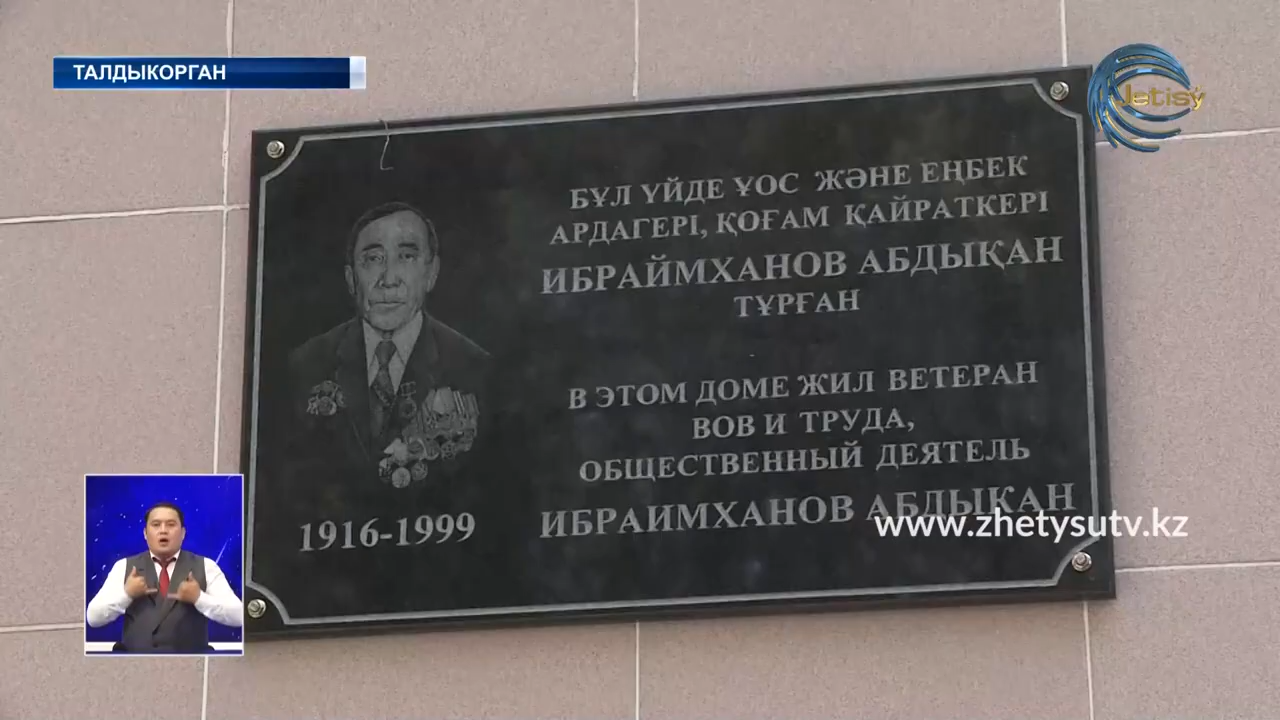 ТАЛДЫКОРГАН
Jetisý
БҰЛ ҮЙДЕ ҰОС ЖӘНЕ ЕҢБЕК
АРДАГЕРІ, ҚОҒАМ ҚАЙРАТКЕРІ
ИБРАЙМХАНОВ АБДЫҚАН
ТҰРҒАН
В ЭТОМ ДОМЕ ЖИЛ ВЕТЕРАН
ВОВ И ТРУДА,
ОБЩЕСТВЕННЫЙ ДЕЯТЕЛЬ
ИБРАИМХАНОВ АБДЫҚАН
1916-1999
www.zhetysutv.kz